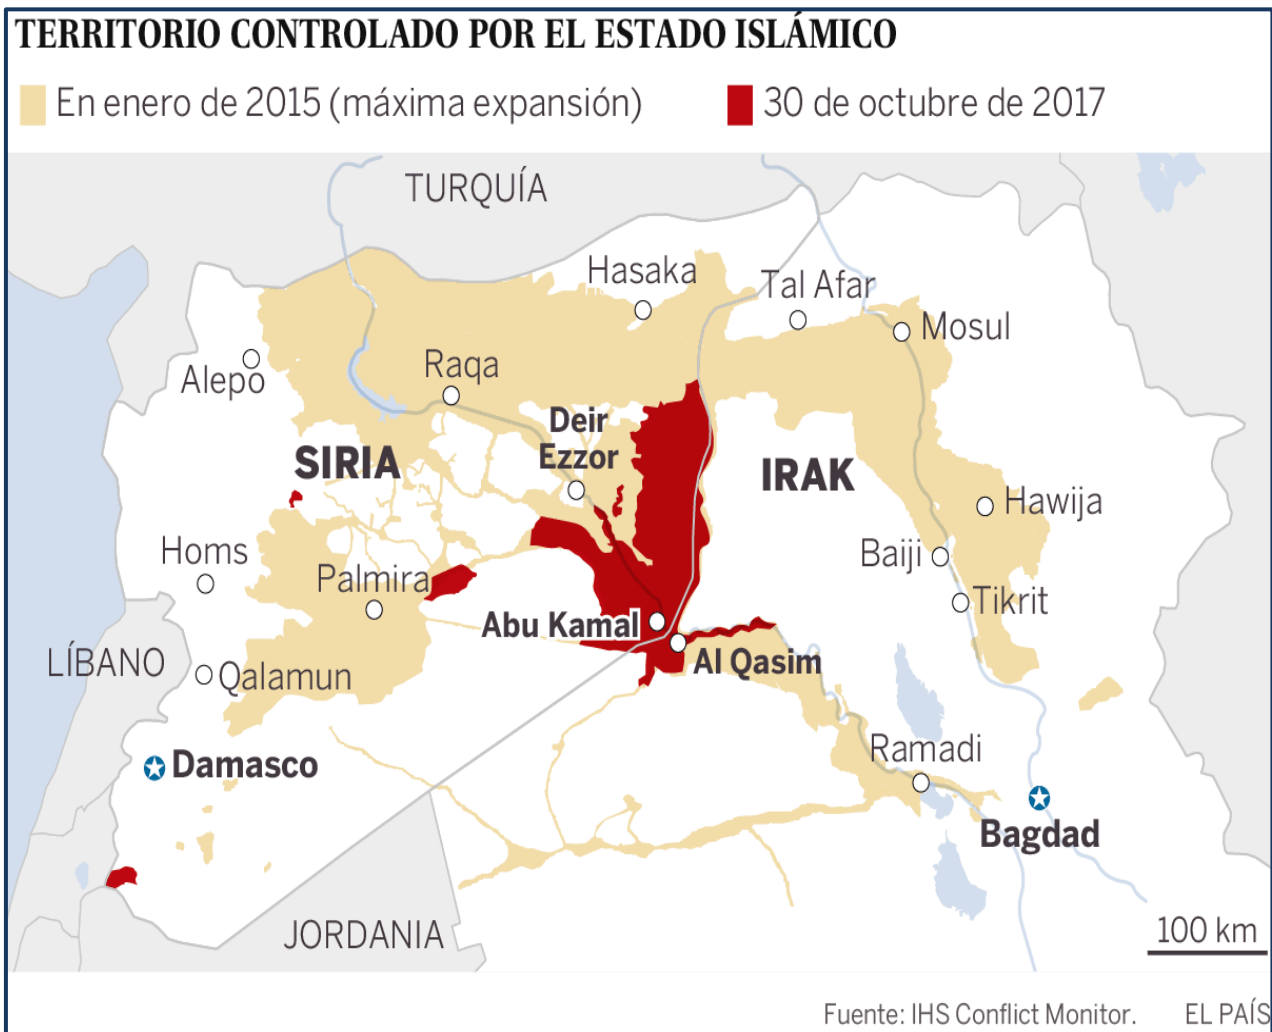 TERRITORIO CONTROLADO POR EL ESTADO ISLÁMICO
En enero de 2015 (máxima expansión)
30 de octubre de 2017
TURQUÍA
Hasaka
Tal Afar
Mosul
Alepo
Raqa
Deir
Ezzor
SIRIA
IRAK
Hawija
Homs
Baiji
Palmira
Tikrit
Abu Kamal
LÍBANO
Qalamun
Al Qasim
Damasco
Ramadi
Bagdad
JORDANIA
100 km
Fuente: IHS Conflict Monitor.
EL PAÍS